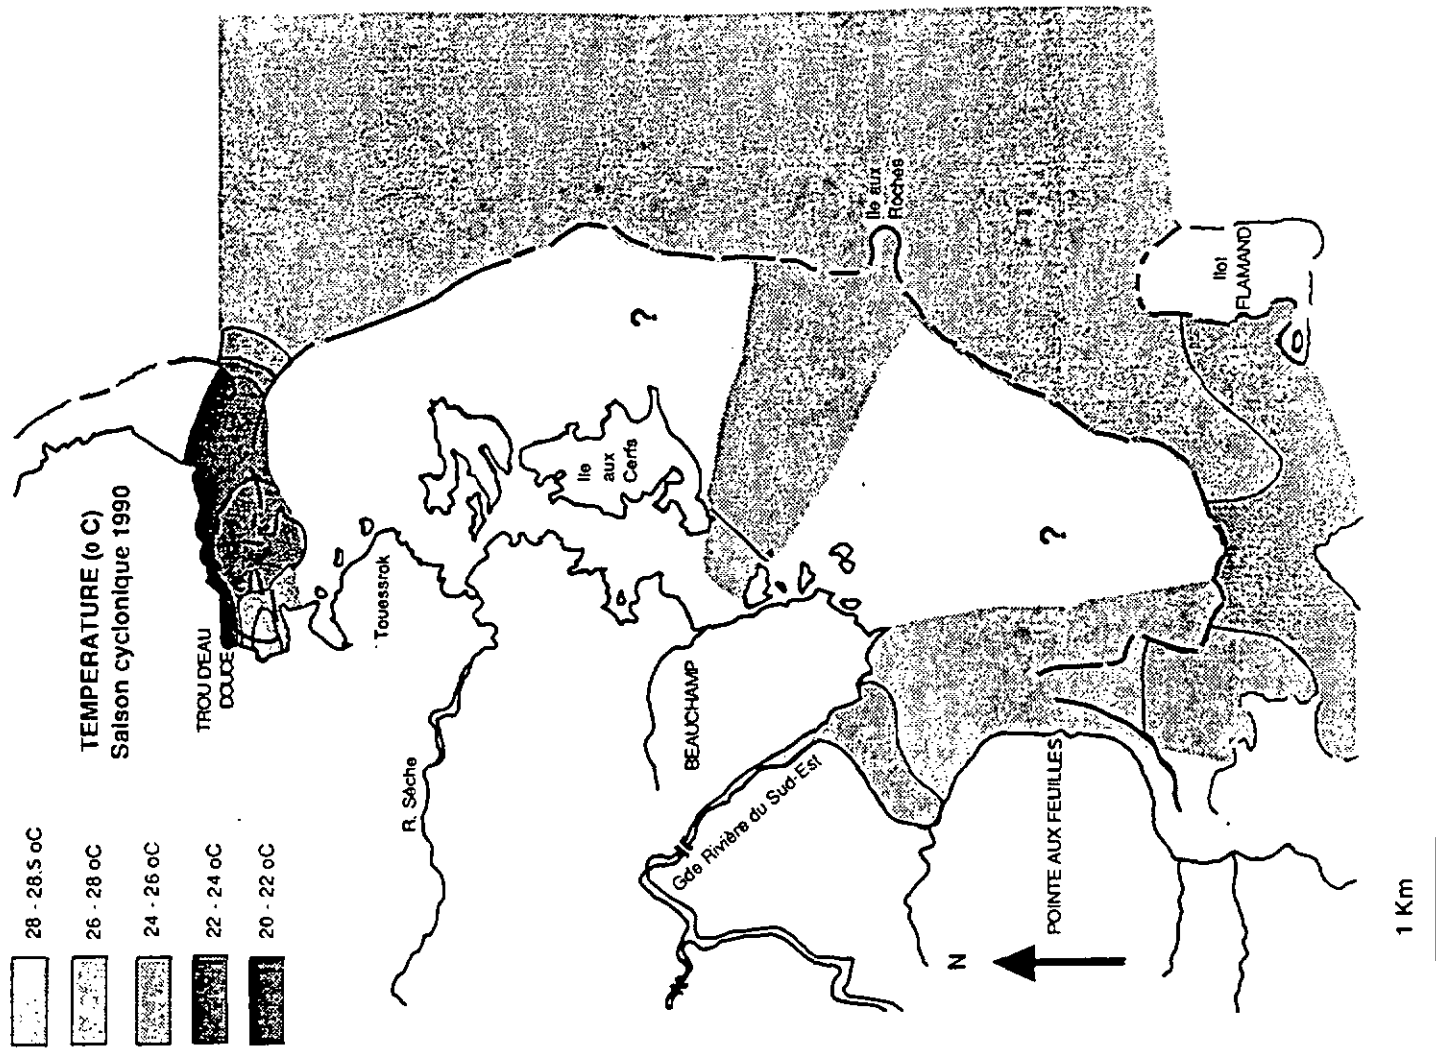 TEMPERATURE (o C)
Saison cyclonique 1990
28 - 28.5 oC
26 - 28 oC
24 - 26 oC
22 - 24 oC
20 - 22 oC
TROU D'EAU
DOUCE
Touessrok
R. Sèche
Ile
aux
Cerfs
?
Ile aux
Roches
BEAUCHAMP
Gde Rivière du Sud-Est
?
POINTE AUX FEUILLES
Ilot
FLAMAND
N
1 Km